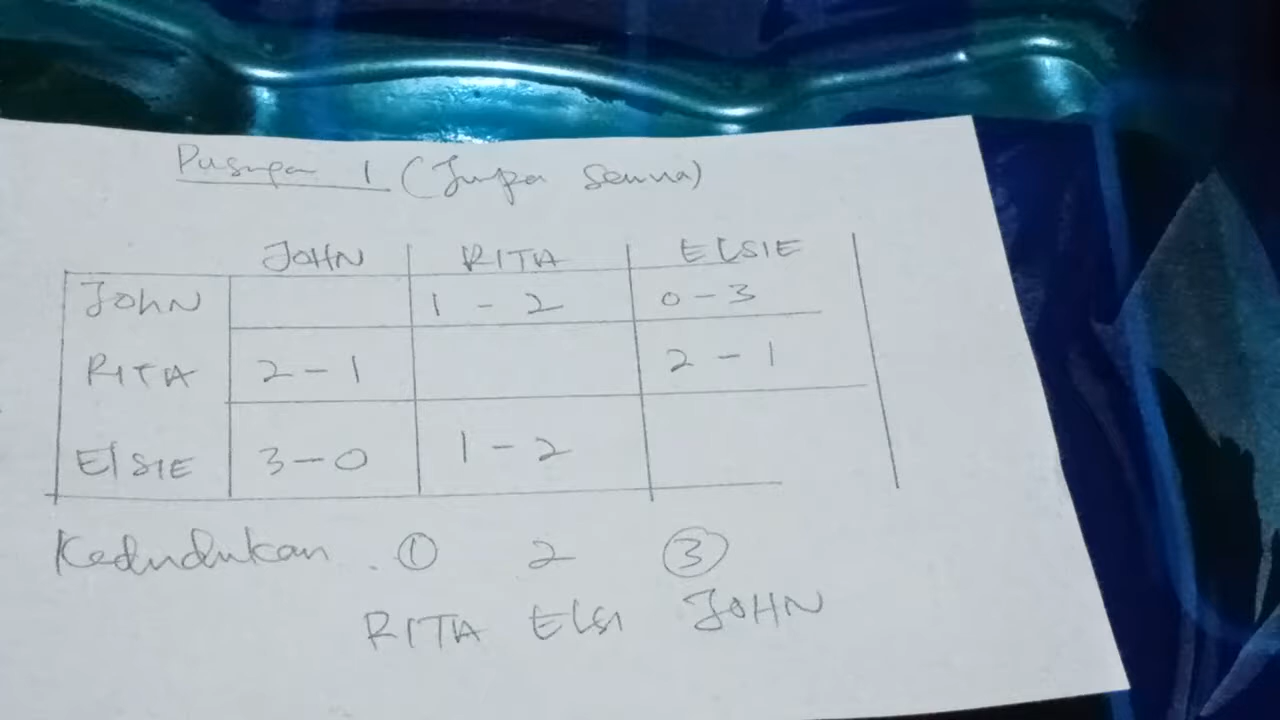 Pusingan 1 (Jumpa Semua)
JOHN RITA ELSIE
JOHN 1 - 2 0 - 3
RITA 2 - 1 2 - 1
ElSIE 3 - 0 1 - 2
Kedudukan . 1 2 3
RITA ElSI JOHN